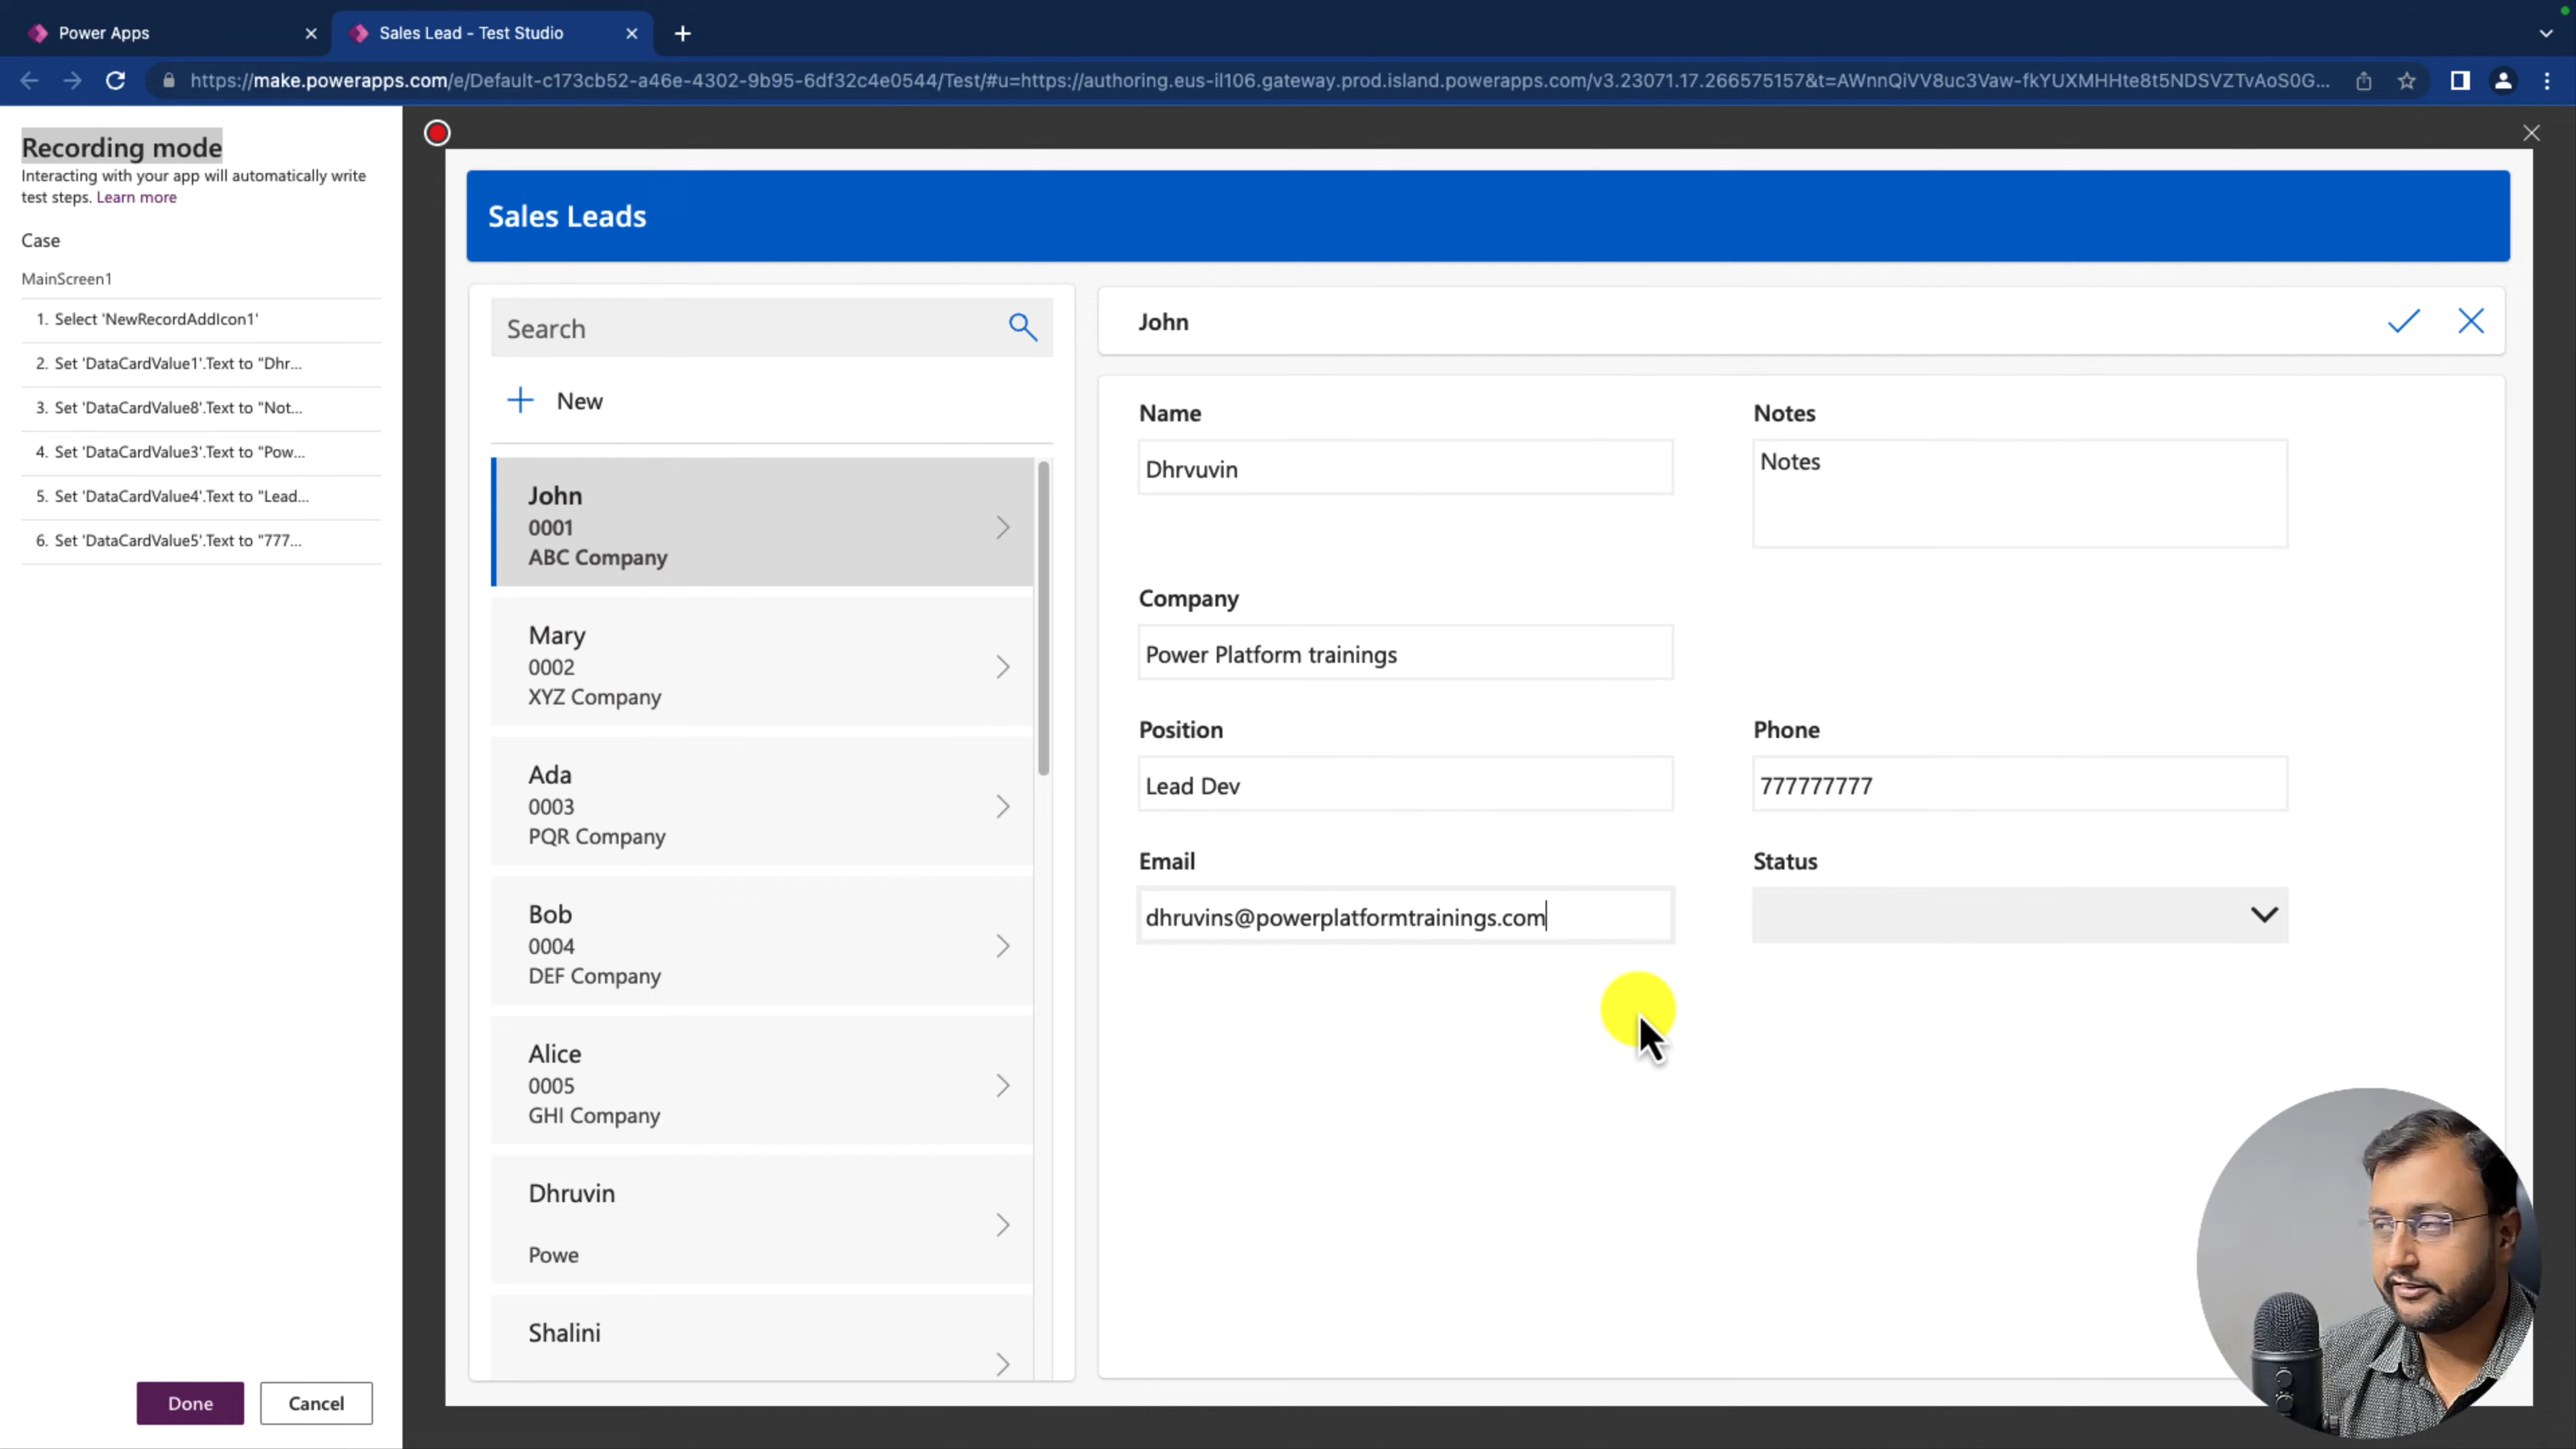 Power Apps
Sales Lead - Test Studio
https://make.powerapps.com/e/Default-c173cb52-a46e-4302-9b95-6df32c4e0544/Test/#u=https://authoring.eus-il106.gateway.prod.island.powerapps.com/v3.23071.17.266575157&t=AWnnQiVV8uc3Vaw-fkYUXMHHte8t5NDSVZTvAoS0G...
Recording mode
Interacting with your app will automatically write
test steps. Learn more
Case
MainScreen1
1. Select 'NewRecordAddIcon1'
2. Set 'DataCardValue1'.Text to "Dhr...
3. Set 'DataCardValue8'.Text to "Not...
4. Set 'DataCardValue3'.Text to "Pow...
5. Set 'DataCardValue4'.Text to "Lead...
6. Set 'DataCardValue5'.Text to "777...
Done
Cancel
Sales Leads
Search
New
John
0001
ABC Company
Mary
0002
XYZ Company
Ada
0003
PQR Company
Bob
0004
DEF Company
Alice
0005
GHI Company
Dhruvin
Powe
Shalini
John
Name
Dhrvuvin
Notes
Notes
Company
Power Platform trainings
Position
Lead Dev
Phone
777777777
Email
dhruvins@powerplatformtrainings.com
Status